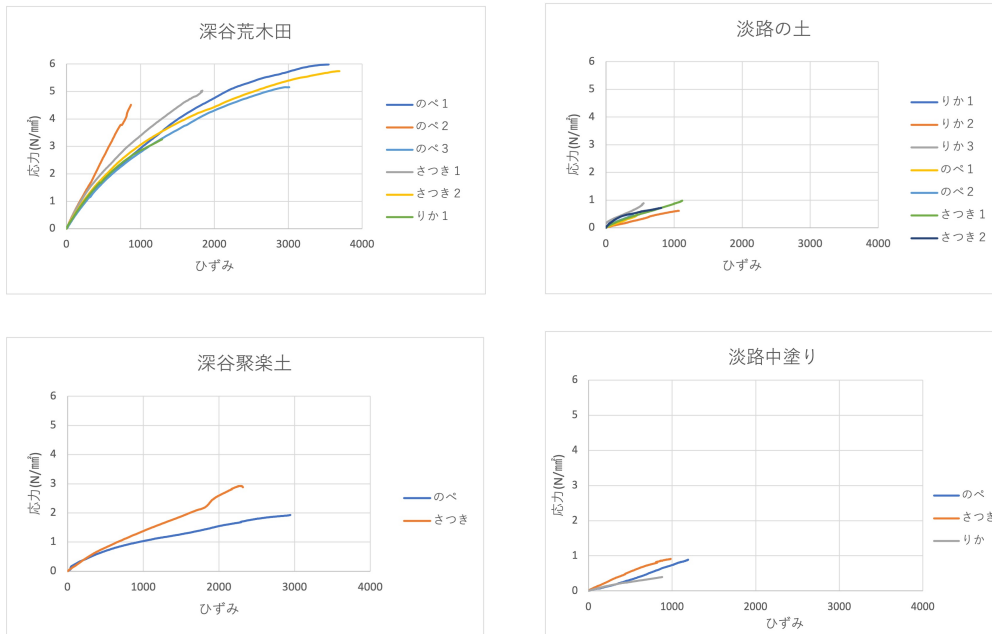 深谷荒木田
応力(N/㎟)
6
5
4
3
2
1
0
0 1000 2000 3000 4000
ひずみ
のべ１
のべ２
のべ３
さつき１
さつき２
りか１
淡路の土
応力(N/㎟)
6
5
4
3
2
1
0
0 1000 2000 3000 4000
ひずみ
りか１
りか２
りか３
のべ１
のべ２
さつき１
さつき２
深谷聚楽土
応力(N/㎟)
6
5
4
3
2
1
0
0 1000 2000 3000 4000
ひずみ
のべ
さつき
淡路中塗り
応力(N/㎟)
6
5
4
3
2
1
0
0 1000 2000 3000 4000
ひずみ
のべ
さつき
りか